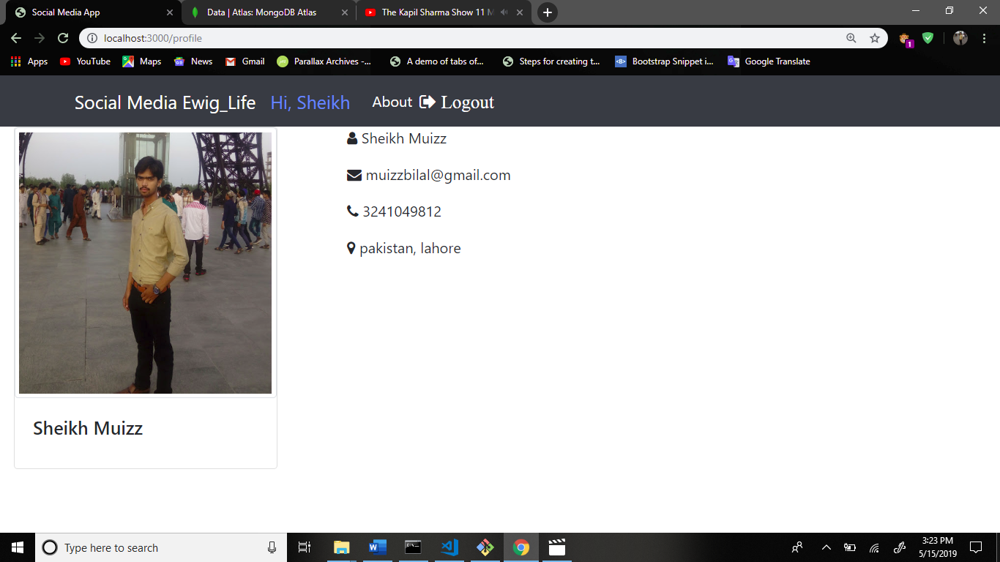 Social Media App
Data | Atlas: MongoDB Atlas
The Kapil Sharma Show 11 M
localhost:3000/profile
1
Apps
YouTube
Maps
News
Gmail
Parallax Archives -...
A demo of tabs of...
Steps for creating t...
Bootstrap Snippet i...
Google Translate
Social Media Ewig_Life
Hi, Sheikh
About
Logout
Sheikh Muizz
muizzbilal@gmail.com
3241049812
pakistan, lahore
Sheikh Muizz
Type here to search
3:23 PM
5/15/2019